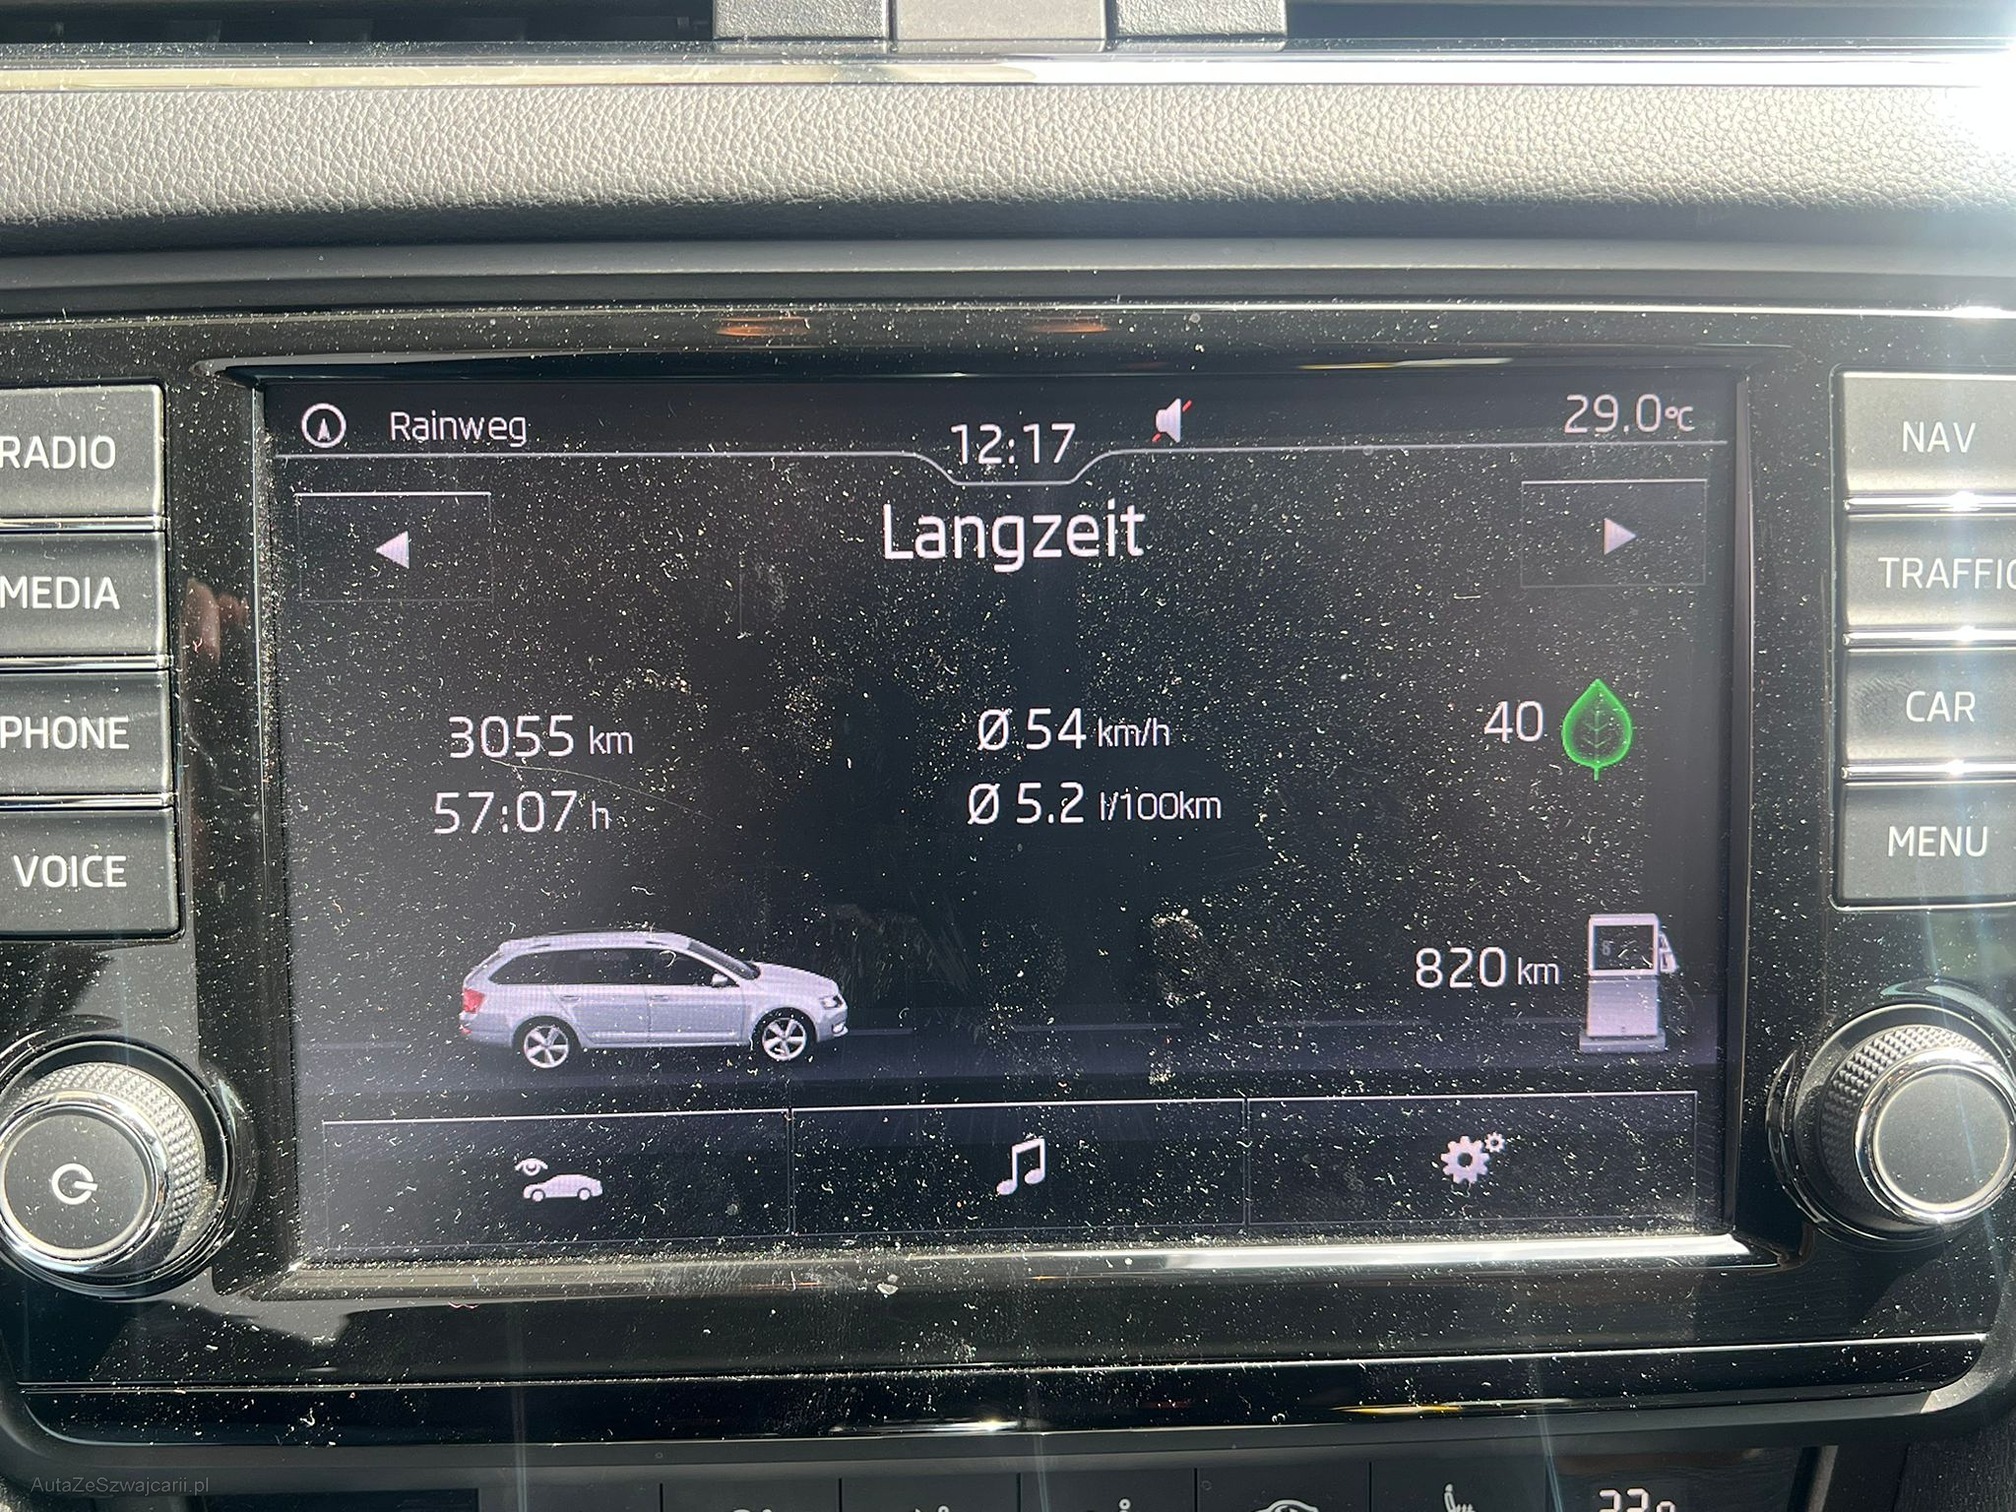 Rainweg
12:17
29.0°C
Langzeit
3055 km
57:07 h
Ø 54 km/h
Ø 5.2 l/100km
40
820 km
RADIO
MEDIA
PHONE
VOICE
NAV
TRAFFIC
CAR
MENU
AutaZeSzwajcarii.pl